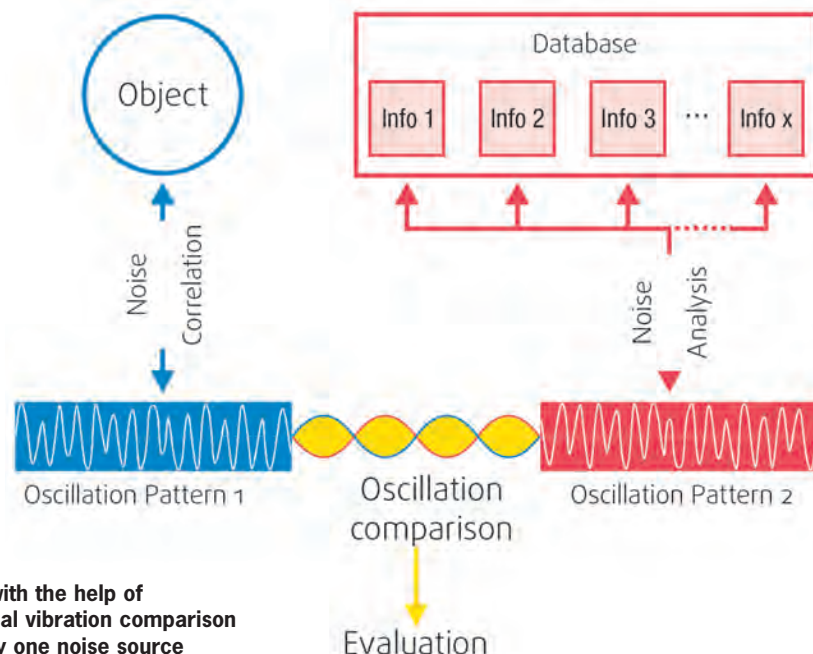 Object
Database
Info 1 Info 2 Info 3 ... Info x
Noise
Correlation
Noise
Analysis
Oscillation Pattern 1
Oscillation
comparison
Oscillation Pattern 2
with the help of
al vibration comparison
one noise source
Evaluation